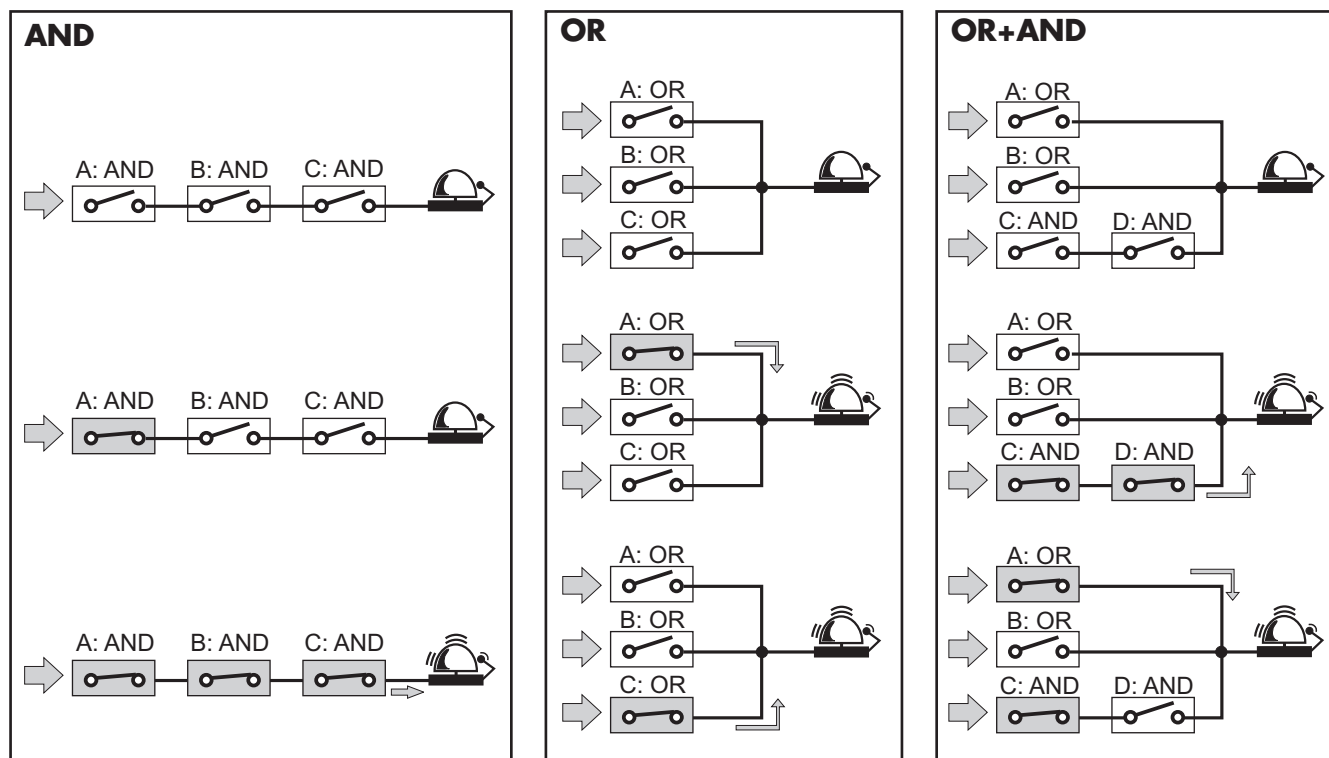 AND
A: AND B: AND C: AND
A: AND B: AND C: AND
A: AND B: AND C: AND
OR
A: OR
B: OR
C: OR
A: OR
B: OR
C: OR
A: OR
B: OR
C: OR
OR+AND
A: OR
B: OR
C: AND D: AND
A: OR
B: OR
C: AND D: AND
A: OR
B: OR
C: AND D: AND